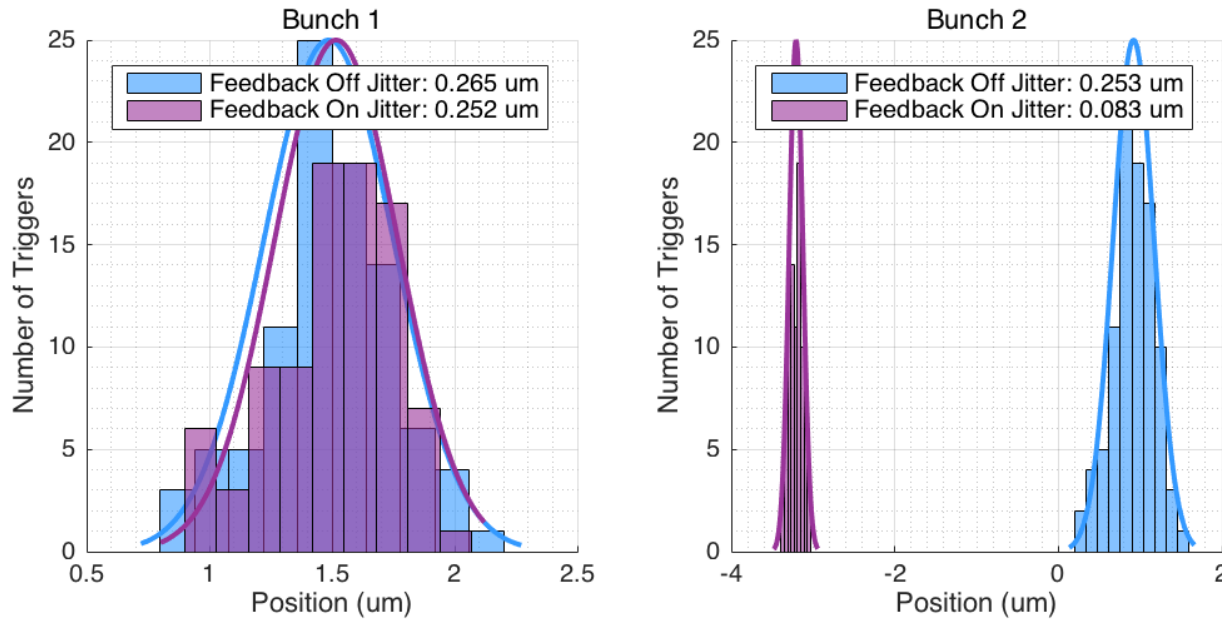 Bunch 1
Feedback Off Jitter: 0.265 um
Feedback On Jitter: 0.252 um
25
20
15
10
5
0
0.5
1
1.5
2
2.5
Number of Triggers
Position (um)
Bunch 2
Feedback Off Jitter: 0.253 um
Feedback On Jitter: 0.083 um
25
20
15
10
5
0
-4
-2
0
2
Number of Triggers
Position (um)